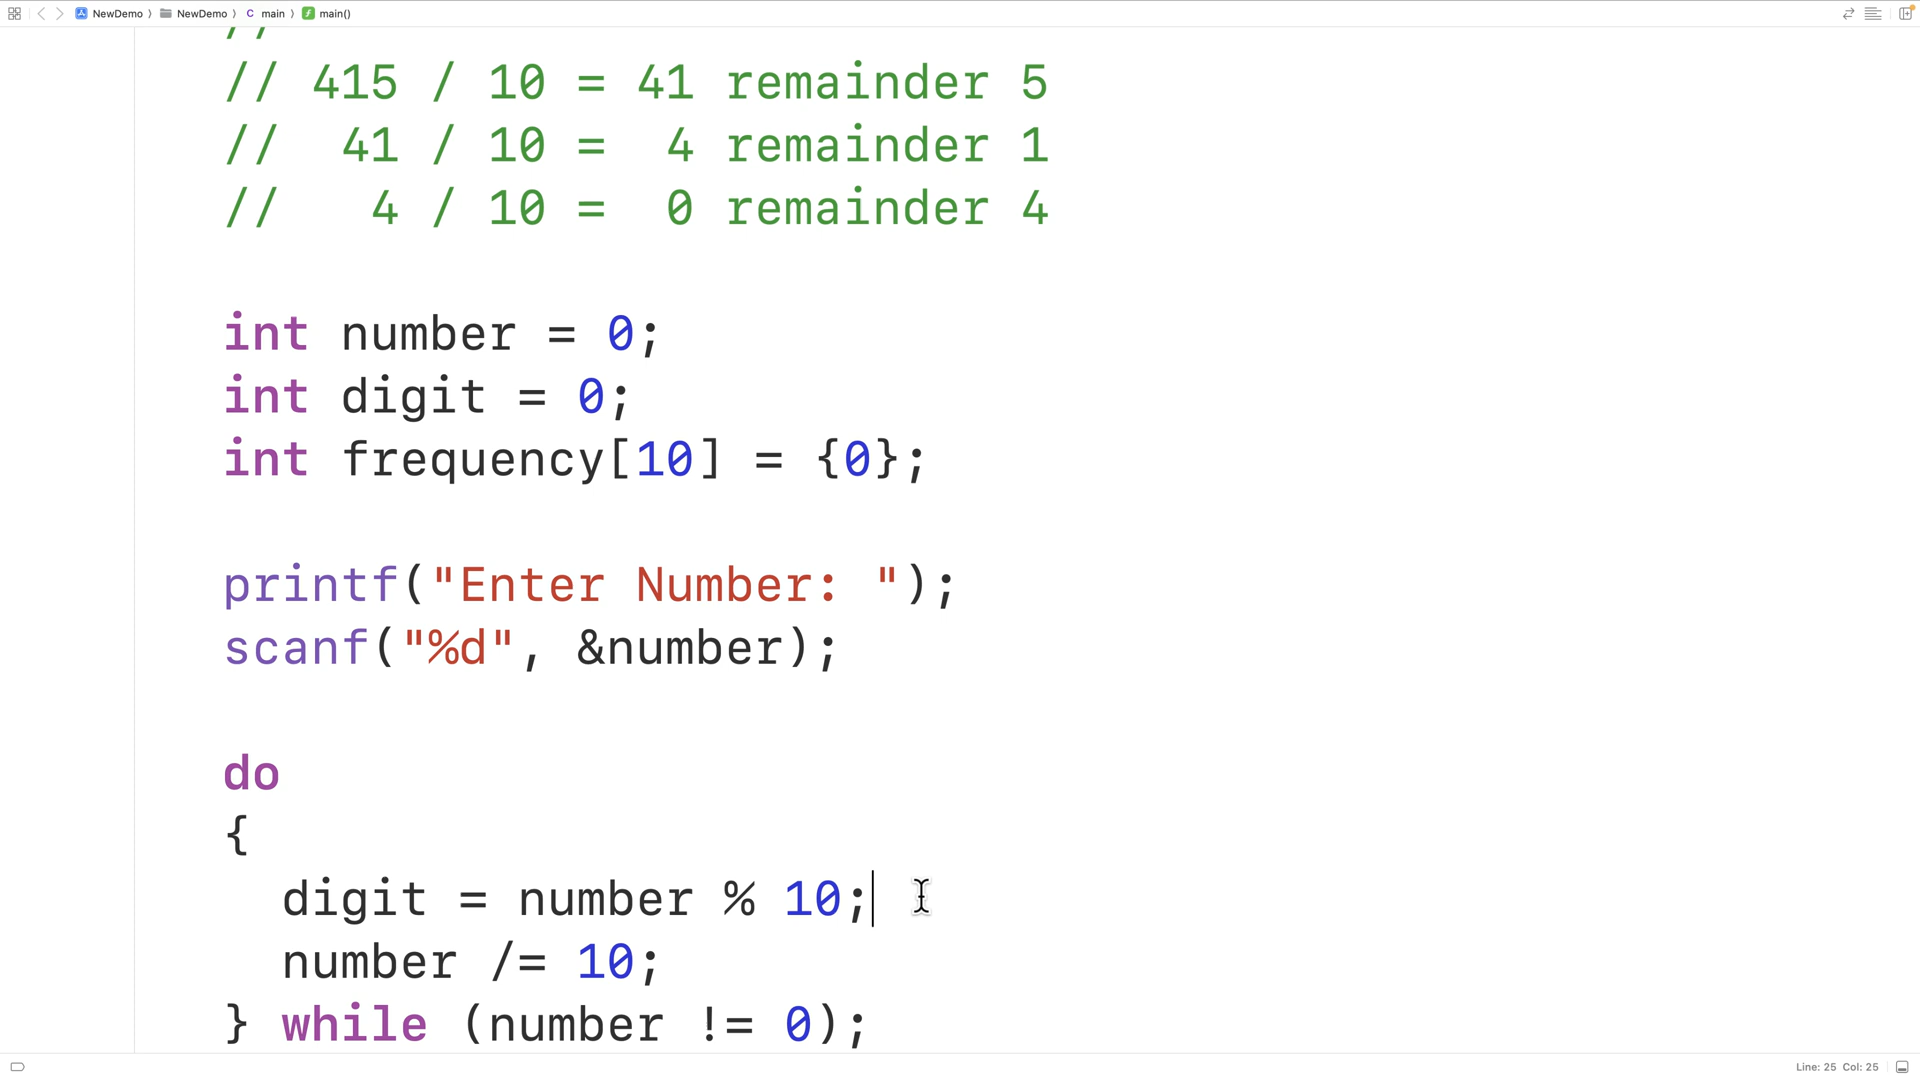 NewDemo 〉 NewDemo 〉 C main 〉 f main()
//
// 415 / 10 = 41 remainder 5
//  41 / 10 =  4 remainder 1
//   4 / 10 =  0 remainder 4
int number = 0;
int digit = 0;
int frequency[10] = {0};
printf("Enter Number: ");
scanf("%d", &number);
do
{
  digit = number % 10;
  number /= 10;
} while (number != 0);
Line: 25 Col: 25